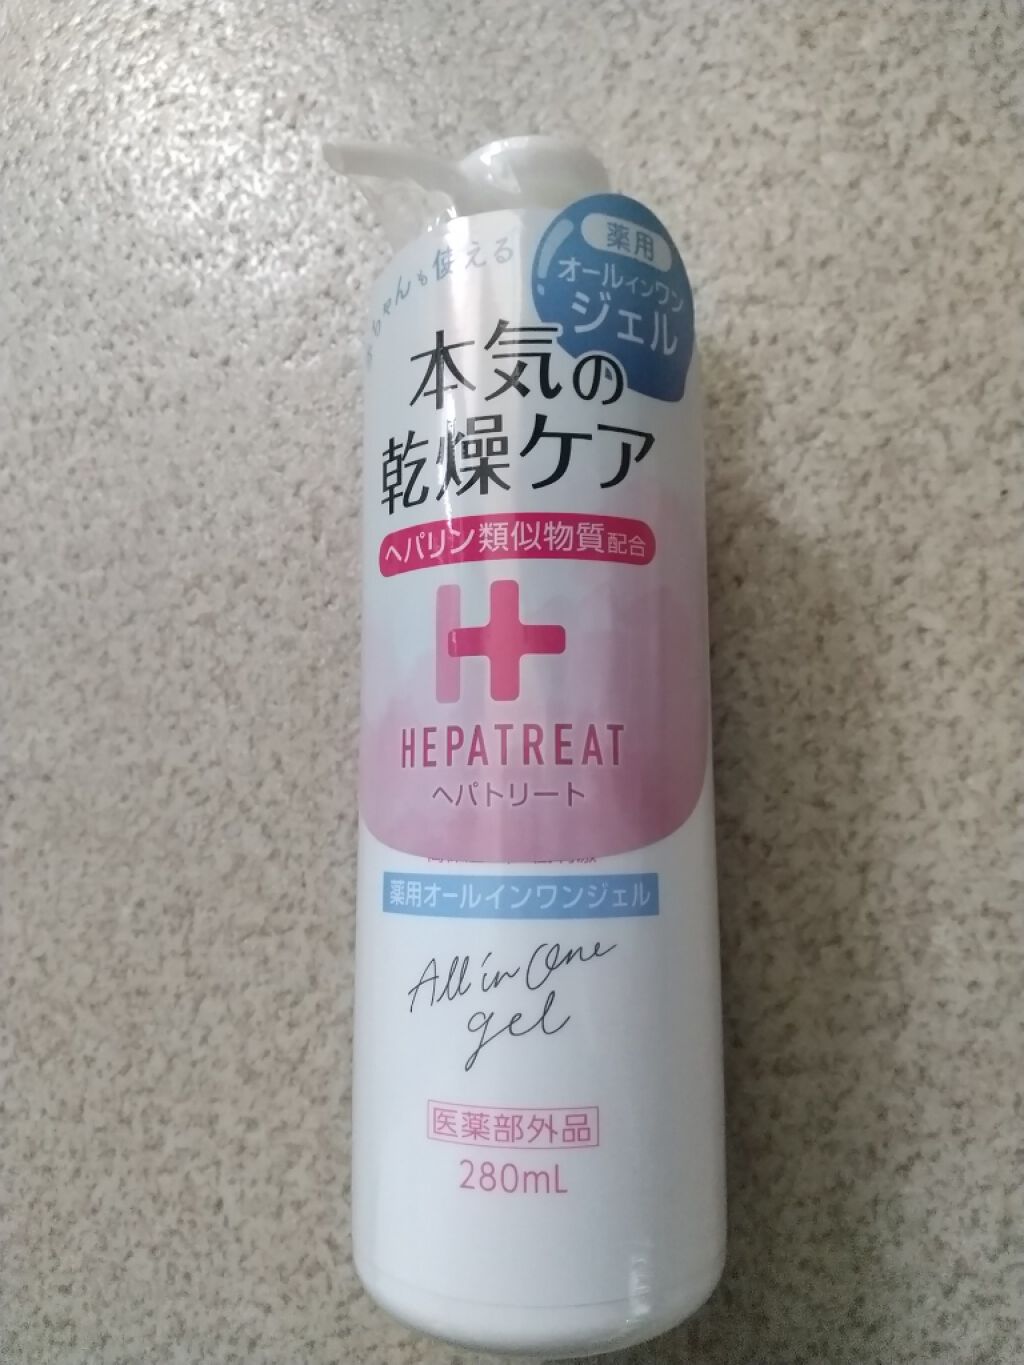 ちゃんも使える
薬用
オールインワン
ジェル
本気の
乾燥ケア
ヘパリン類似物質配合
HEPATREAT
ヘパトリート
薬用オールインワンジェル
All in One
gel
医薬部外品
280mL